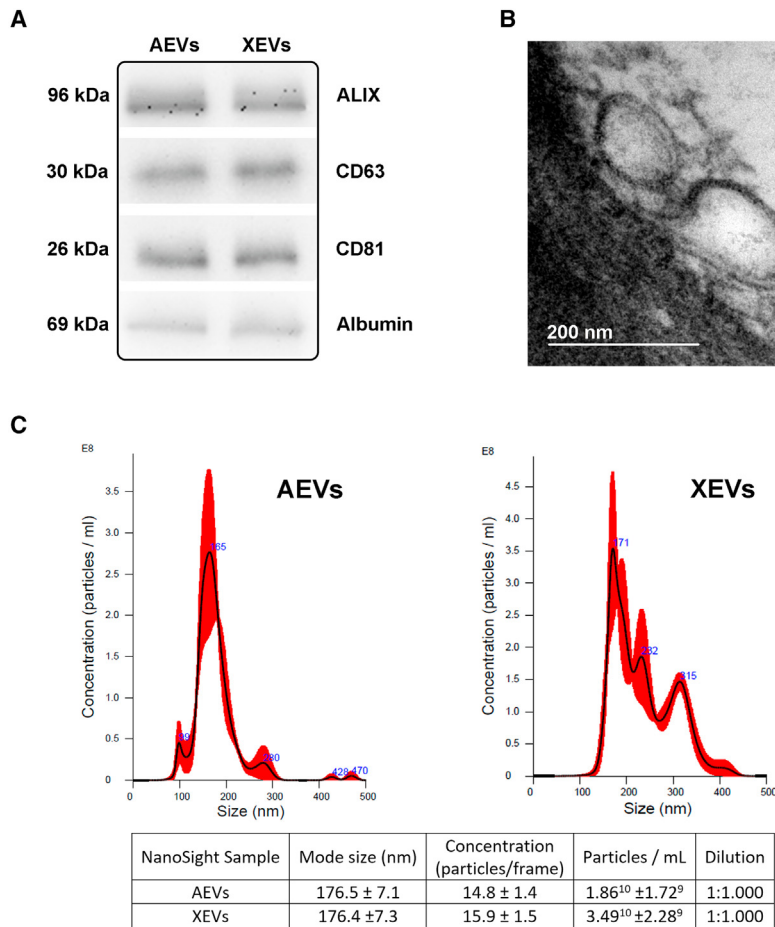 A
AEVs XEVs
96 kDa ALIX
30 kDa CD63
26 kDa CD81
69 kDa Albumin
B
200 nm
C
E8
AEVs
Concentration (particles / ml)
3.5
3.0
2.5
2.0
1.5
1.0
0.5
0
165
280
428
470
0 100 200 300 400 500
Size (nm)
E8
XEVs
Concentration (particles / ml)
4.5
4.0
3.5
3.0
2.5
2.0
1.5
1.0
0.5
0
171
232
315
0 100 200 300 400 500
Size (nm)
NanoSight Sample Mode size (nm) Concentration (particles/frame) Particles / mL Dilution
AEVs 176.5 ± 7.1 14.8 ± 1.4 1.86¹⁰ ±1.72⁹ 1:1.000
XEVs 176.4 ±7.3 15.9 ± 1.5 3.49¹⁰ ±2.28⁹ 1:1.000